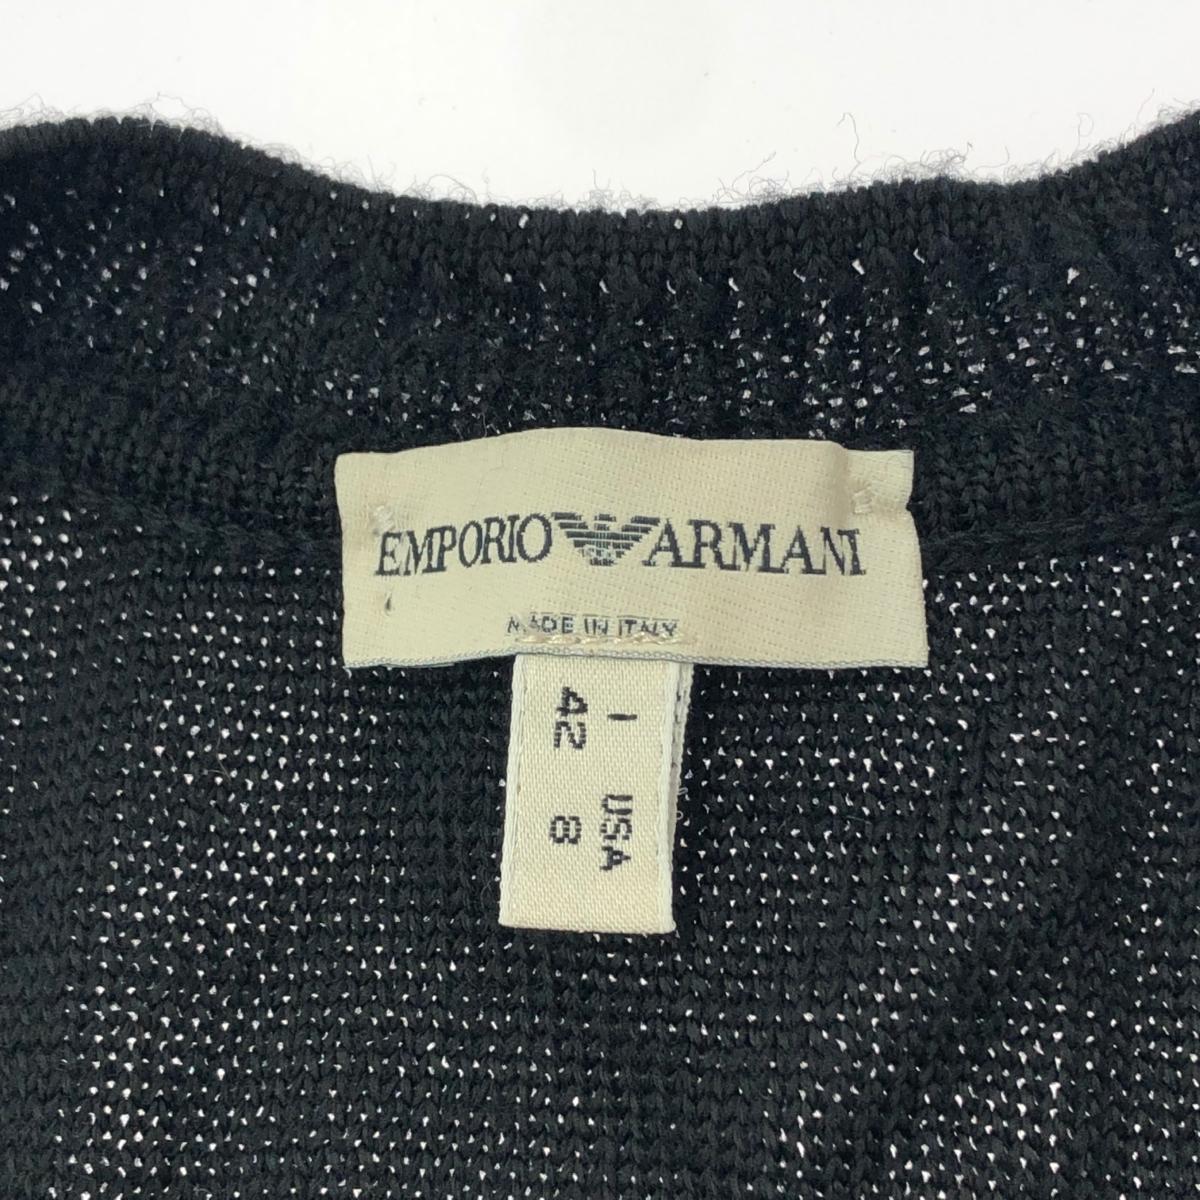 EMPORIO ARMANI
MADE IN ITALY
I USA
42 8